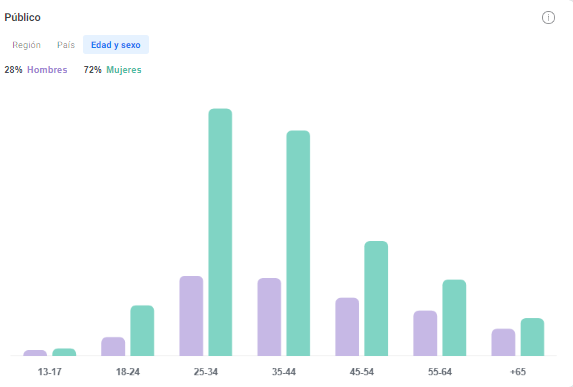 Público
Región País Edad y sexo
28% Hombres 72% Mujeres
13-17 18-24 25-34 35-44 45-54 55-64 +65